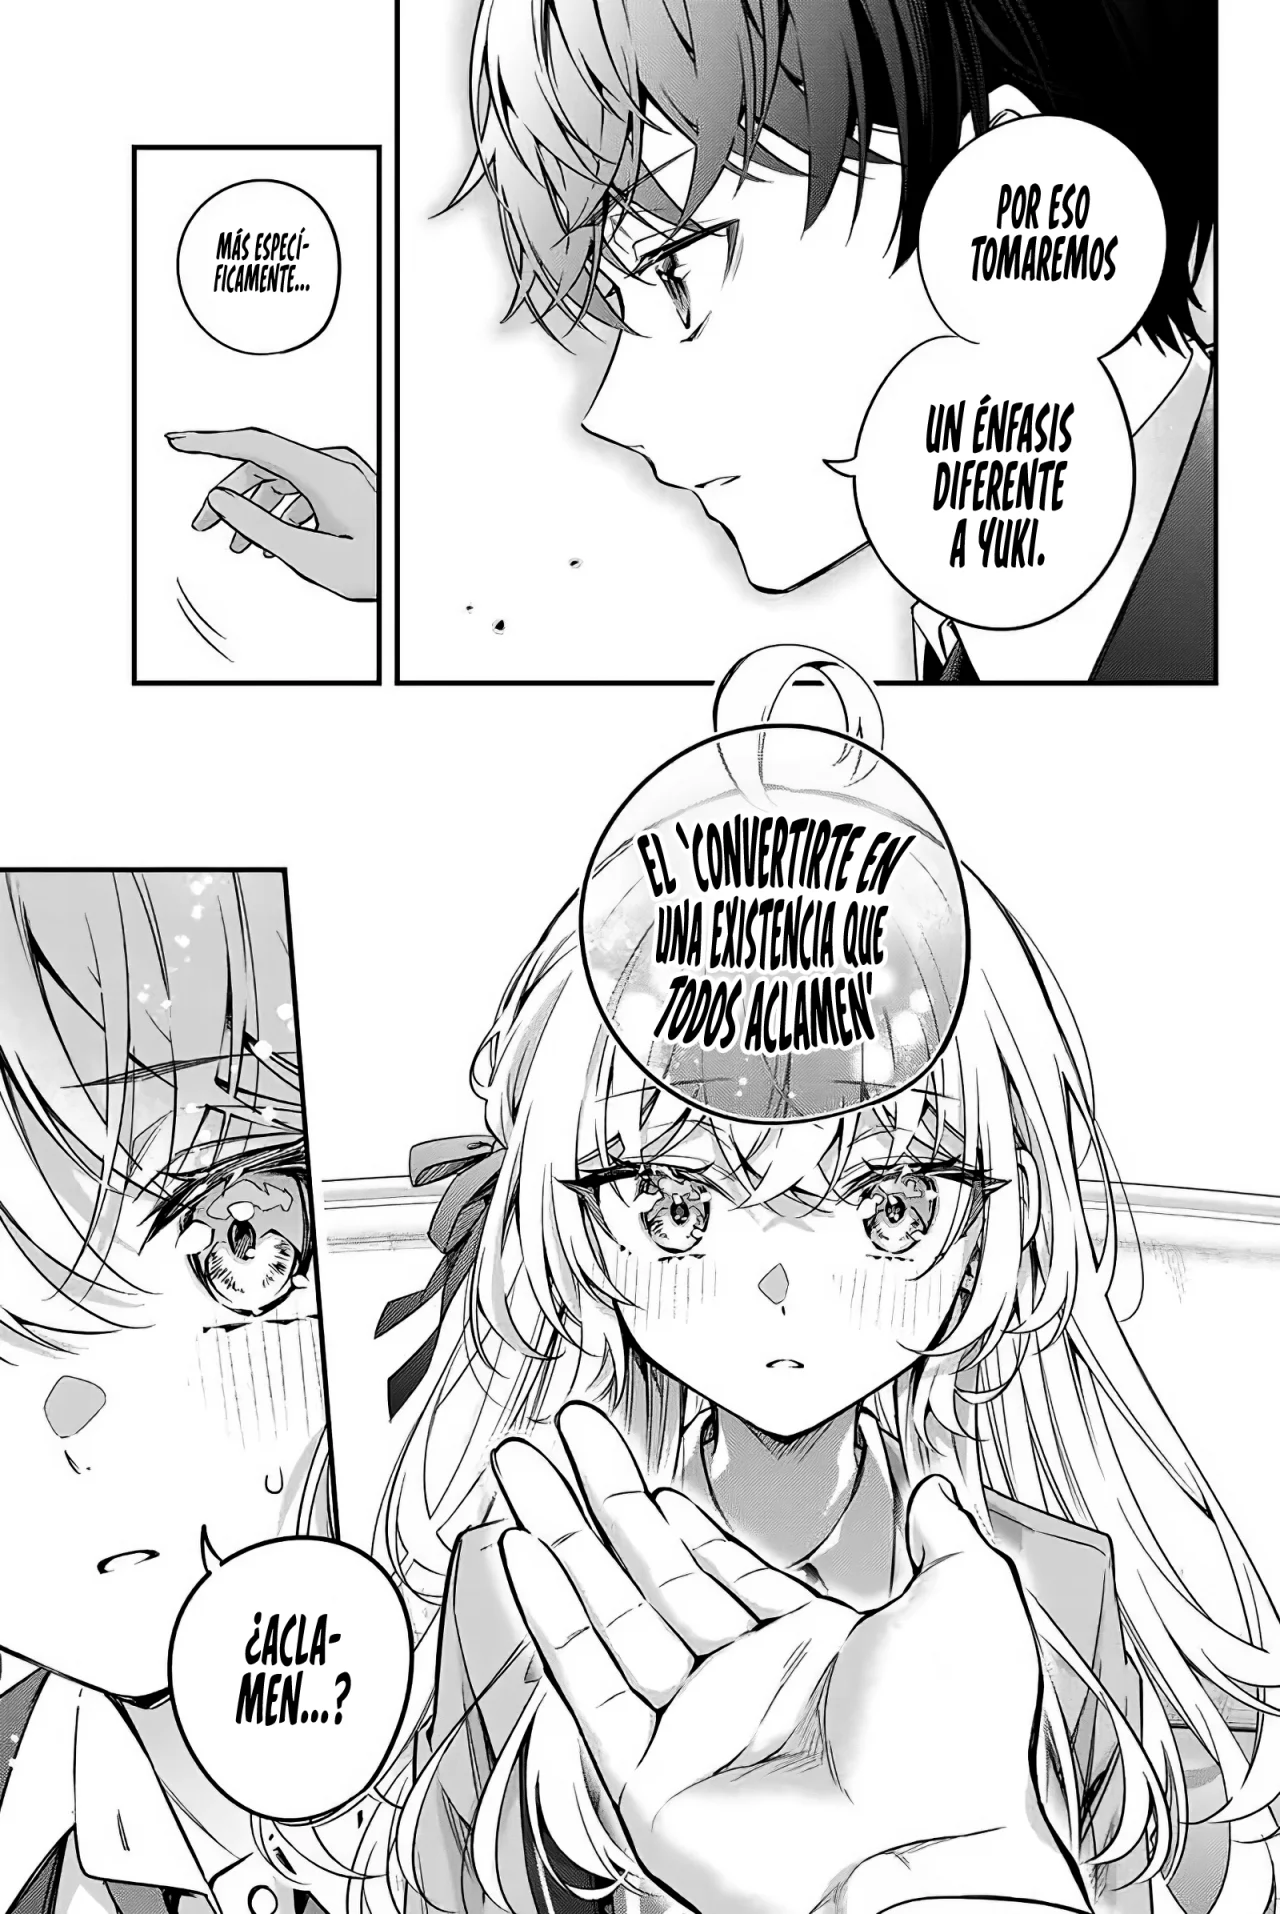 POR ESO
TOMAREMOS
UN ÉNFASIS
DIFERENTE
A YUKI.
MÁS ESPECÍ-
FICAMENTE...
EL 'CONVERTIRTE EN
UNA EXISTENCIA QUE
TODOS ACLAMEN'
¿ACLA-
MEN...?